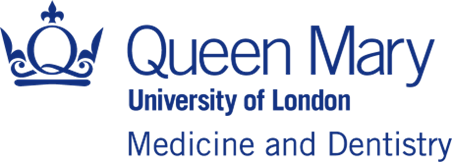 Queen Mary
University of London
Medicine and Dentistry